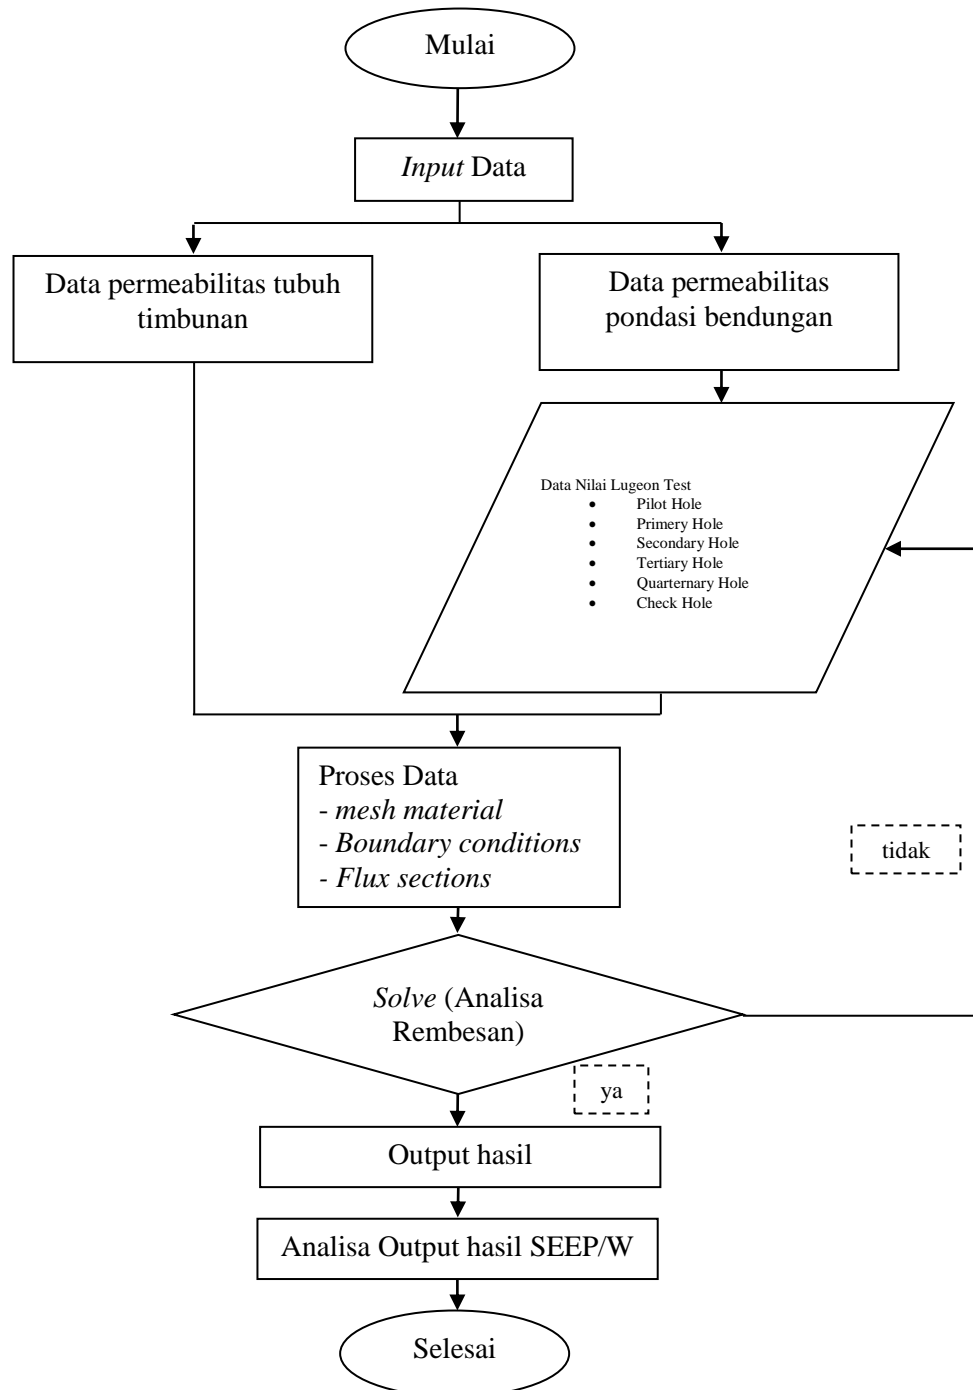 Mulai
Input Data
Data permeabilitas tubuh
timbunan
Data permeabilitas
pondasi bendungan
Data Nilai Lugeon Test
• Pilot Hole
• Primery Hole
• Secondary Hole
• Tertiary Hole
• Quarternary Hole
• Check Hole
Proses Data
- mesh material
- Boundary conditions
- Flux sections
tidak
Solve (Analisa
Rembesan)
ya
Output hasil
Analisa Output hasil SEEP/W
Selesai